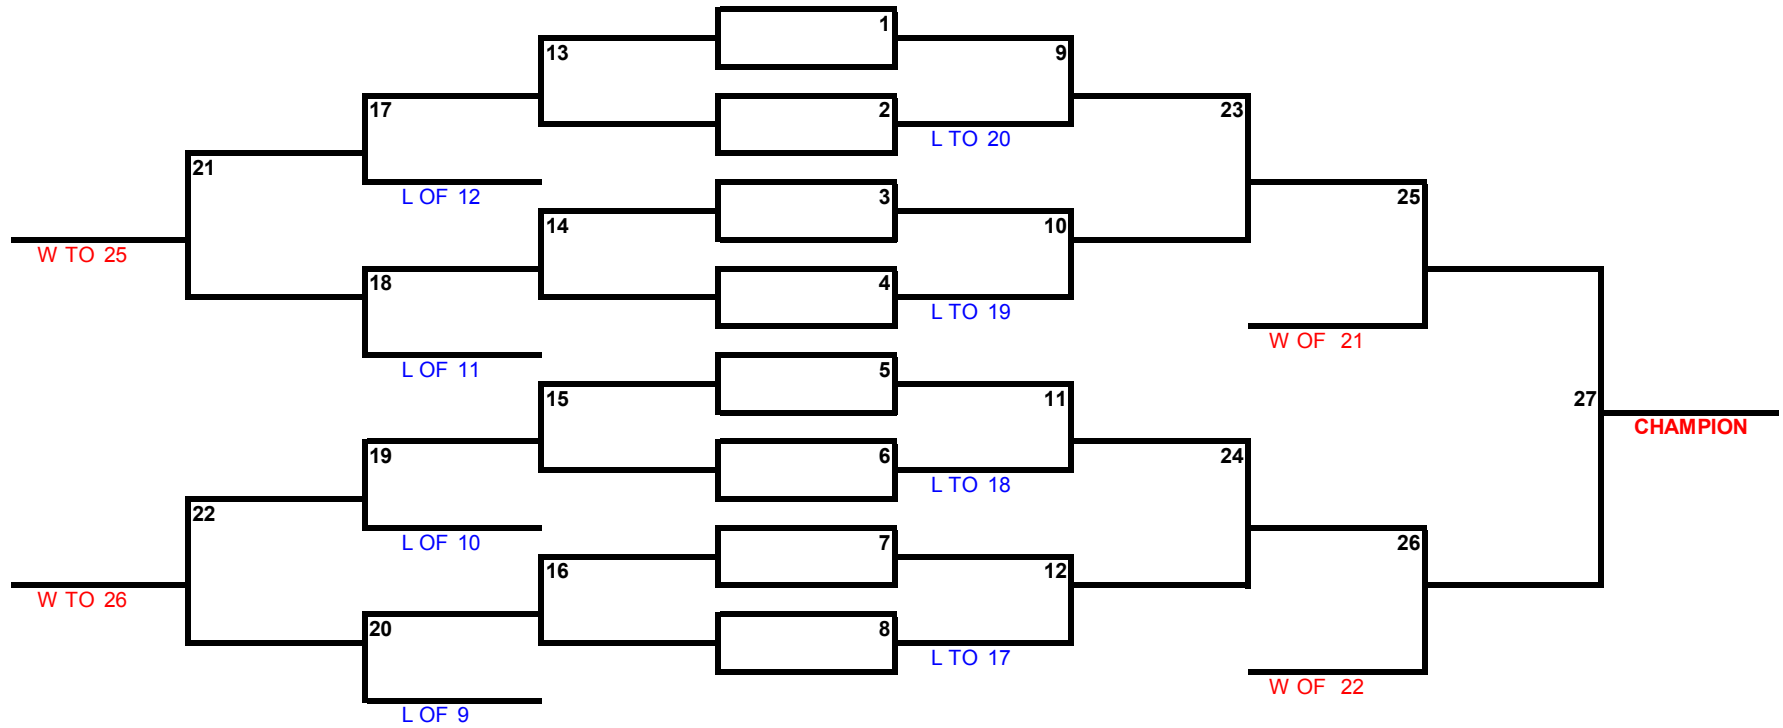 1
13
9
17
2
23
L TO 20
21
L OF 12
3
25
14
10
W TO 25
18
4
L TO 19
W OF 21
L OF 11
5
15
11
27
CHAMPION
19
6
24
L TO 18
22
L OF 10
7
26
16
12
W TO 26
20
8
L TO 17
W OF 22
L OF 9